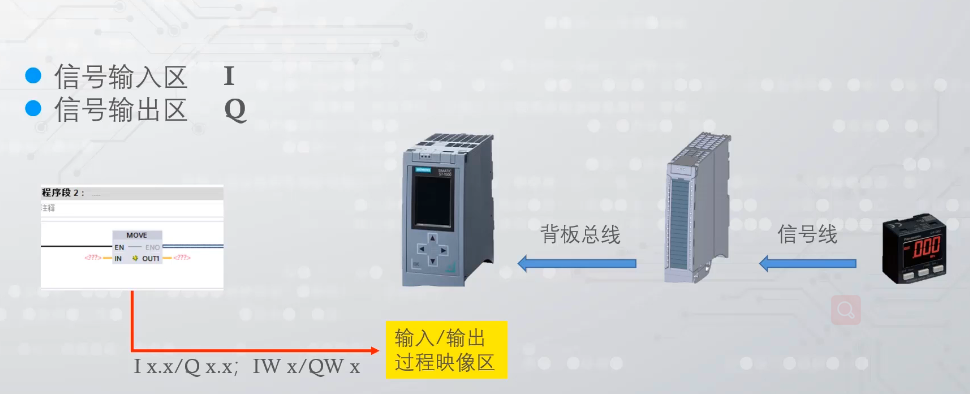 信号输入区 I
信号输出区 Q
程序段 2：
注释
MOVE
EN ENO
<???> IN OUT1 <???>
SIEMENS
背板总线
信号线
.000
输入/输出
过程映像区
I x.x/Q x.x；IW x/QW x